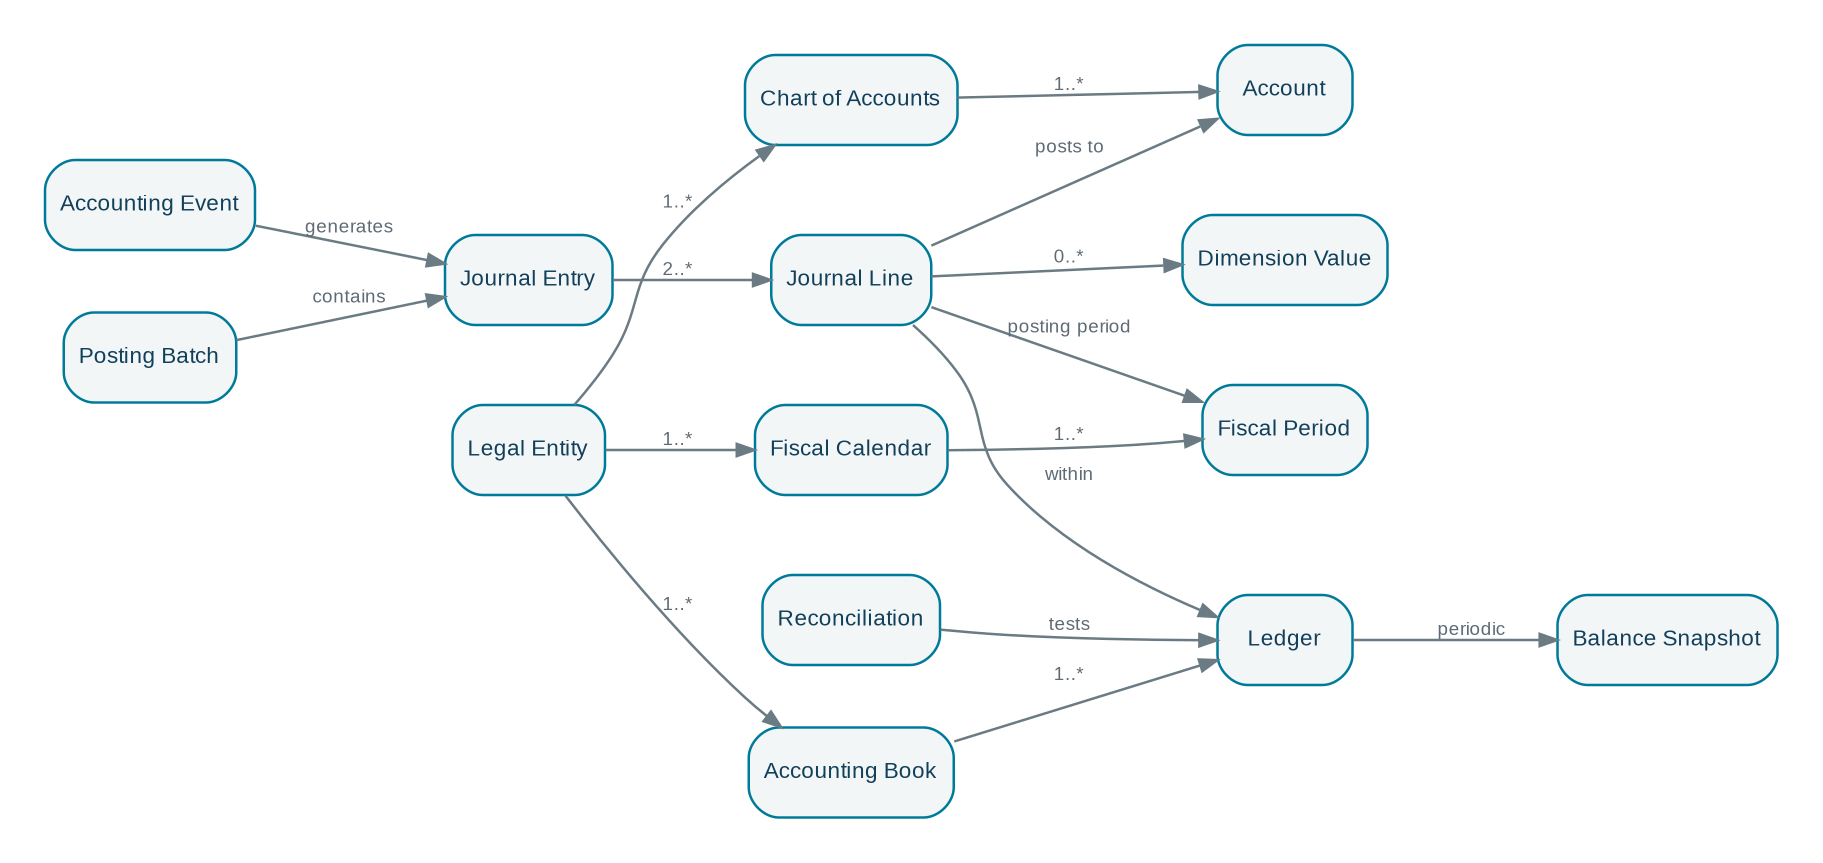 Accounting Event
generates
Posting Batch
contains
Journal Entry
2..*
Legal Entity
1..*
1..*
1..*
Chart of Accounts
1..*
Journal Line
posts to
0..*
posting period
within
Fiscal Calendar
1..*
Reconciliation
tests
Accounting Book
1..*
Account
Dimension Value
Fiscal Period
Ledger
periodic
Balance Snapshot